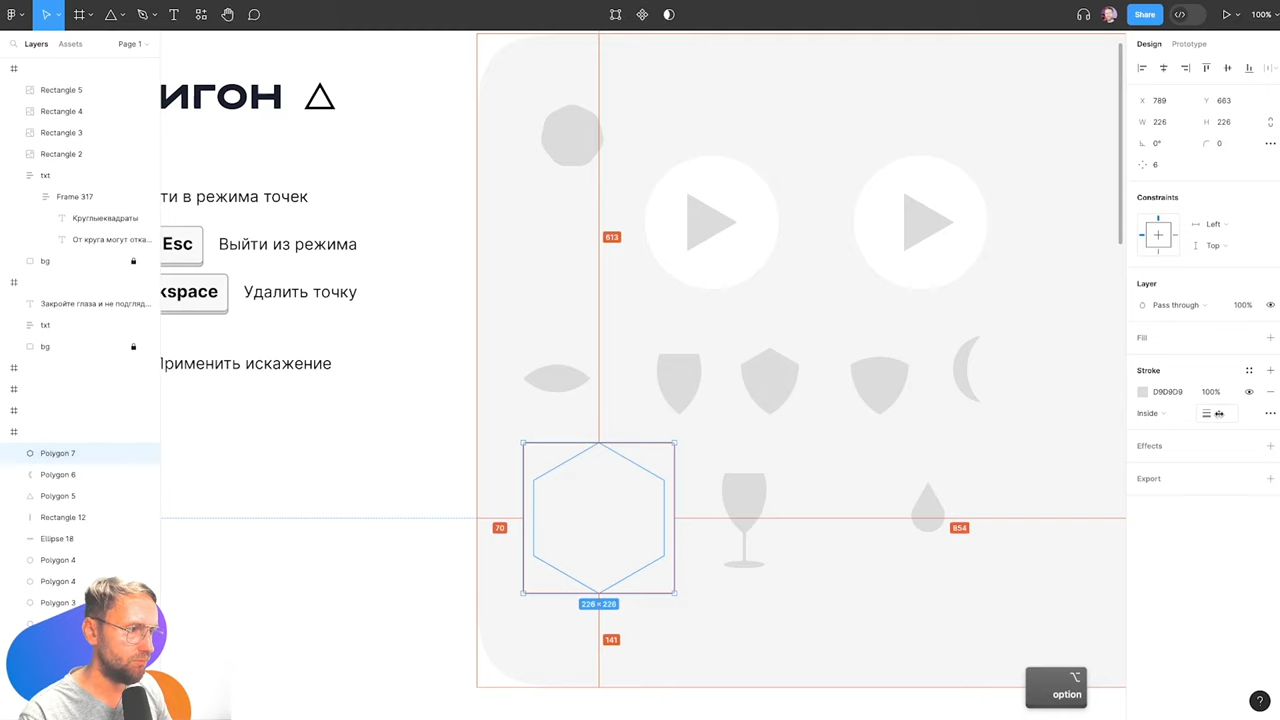 Share
100%
Layers
Assets
Page 1
Rectangle 5
Rectangle 4
Rectangle 3
Rectangle 2
txt
Frame 317
Круглыеквадраты
От круга могут отка...
bg
Закройте глаза и не подгляд...
txt
bg
Polygon 7
Polygon 6
Polygon 5
Rectangle 12
Ellipse 18
Polygon 4
Polygon 4
Polygon 3
ИГОН
ти в режима точек
Esc
Выйти из режима
kspace
Удалить точку
Применить искажение
613
70
854
226 × 226
141
option
Design
Prototype
X 789
Y 663
W 226
H 226
0°
0
6
Constraints
Left
Top
Layer
Pass through
100%
Fill
Stroke
D9D9D9
100%
Inside
Effects
Export
?